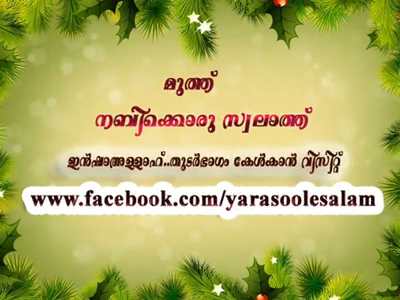 മുത്ത്
നബിക്കൊരു സ്വലാത്ത്
ഇൻഷാഅള്ളാഹ്..തുടർഭാഗം കേൾകാൻ വിസിറ്റ്
www.facebook.com/yarasoolesalam